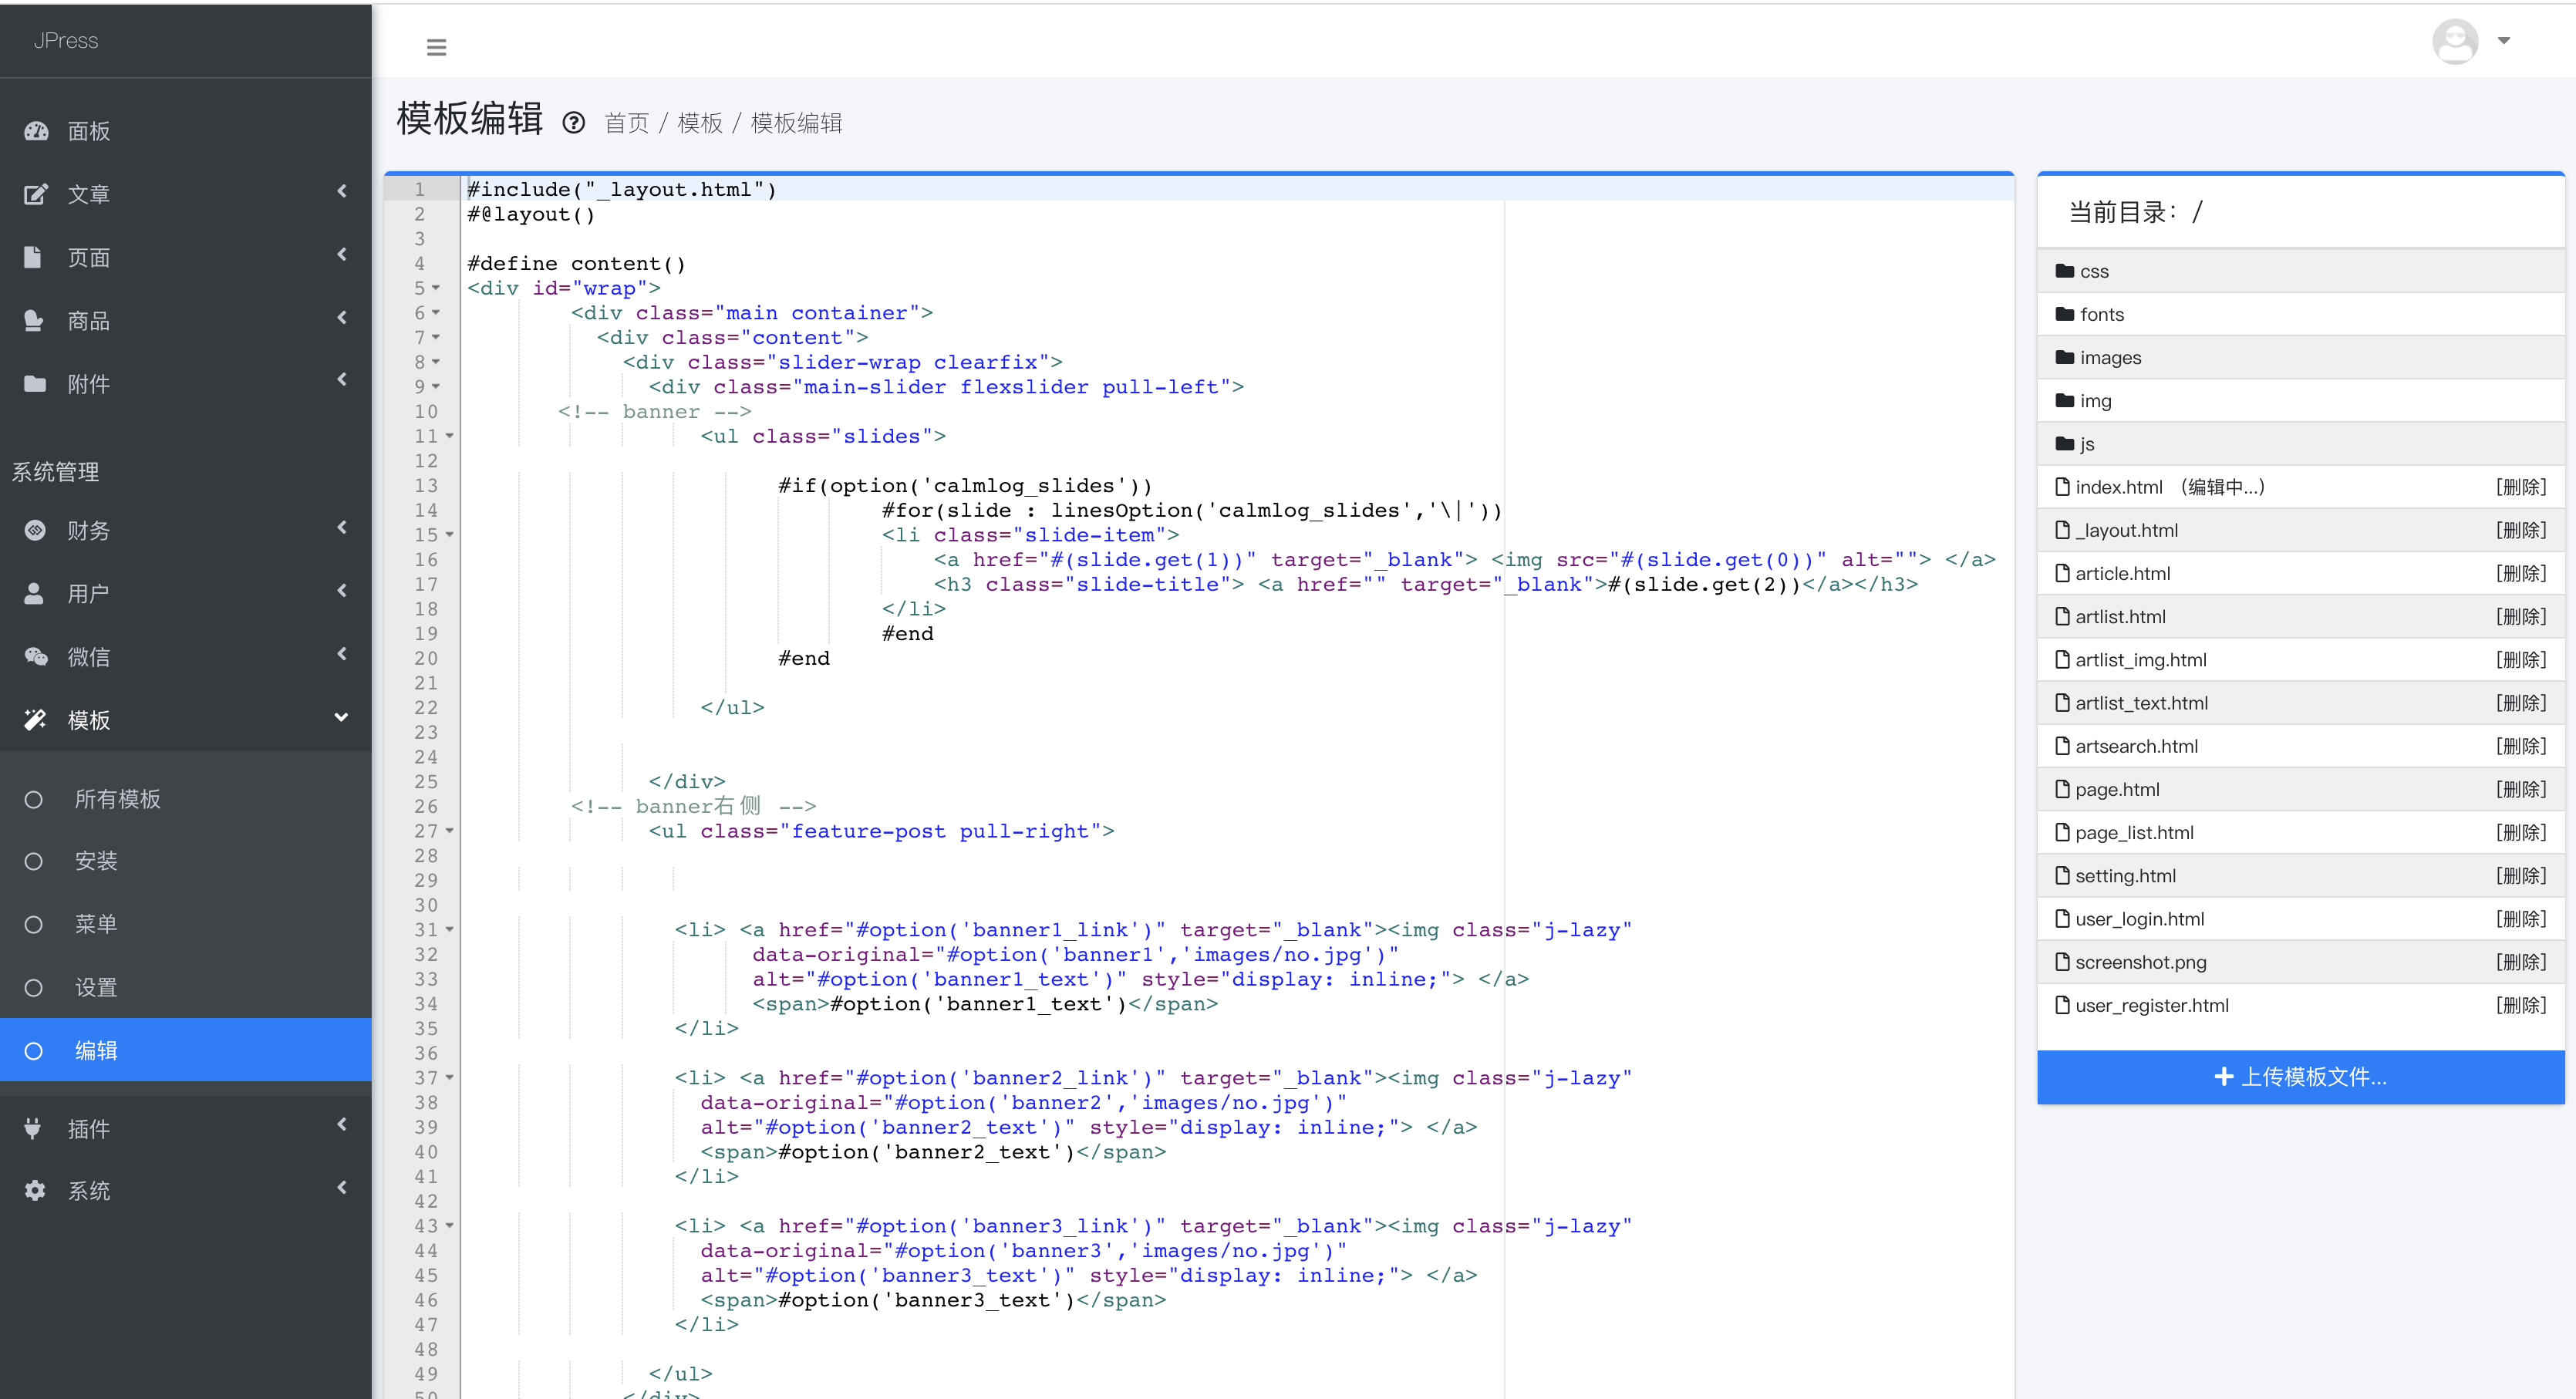 JPress
面板
文章
页面
商品
附件
系统管理
财务
用户
微信
模板
所有模板
安装
菜单
设置
编辑
插件
系统
模板编辑 首页 / 模板 / 模板编辑
1 #include("_layout.html")
2 #@layout()
3
4 #define content()
5 <div id="wrap">
6 <div class="main container">
7 <div class="content">
8 <div class="slider-wrap clearfix">
9 <div class="main-slider flexslider pull-left">
10 <!-- banner -->
11 <ul class="slides">
12
13 #if(option('calmlog_slides'))
14 #for(slide : linesOption('calmlog_slides','\|'))
15 <li class="slide-item">
16 <a href="#(slide.get(1))" target="_blank"> <img src="#(slide.get(0))" alt=""> </a>
17 <h3 class="slide-title"> <a href="" target="_blank">#(slide.get(2))</a></h3>
18 </li>
19 #end
20 #end
21
22 </ul>
23
24
25 </div>
26 <!-- banner右侧 -->
27 <ul class="feature-post pull-right">
28
29
30
31 <li> <a href="#option('banner1_link')" target="_blank"><img class="j-lazy"
32 data-original="#option('banner1','images/no.jpg')"
33 alt="#option('banner1_text')" style="display: inline;"> </a>
34 <span>#option('banner1_text')</span>
35 </li>
36
37 <li> <a href="#option('banner2_link')" target="_blank"><img class="j-lazy"
38 data-original="#option('banner2','images/no.jpg')"
39 alt="#option('banner2_text')" style="display: inline;"> </a>
40 <span>#option('banner2_text')</span>
41 </li>
42
43 <li> <a href="#option('banner3_link')" target="_blank"><img class="j-lazy"
44 data-original="#option('banner3','images/no.jpg')"
45 alt="#option('banner3_text')" style="display: inline;"> </a>
46 <span>#option('banner3_text')</span>
47 </li>
48
49 </ul>
50 </div>
当前目录：/
css
fonts
images
img
js
index.html （编辑中...） [删除]
_layout.html [删除]
article.html [删除]
artlist.html [删除]
artlist_img.html [删除]
artlist_text.html [删除]
artsearch.html [删除]
page.html [删除]
page_list.html [删除]
setting.html [删除]
user_login.html [删除]
screenshot.png [删除]
user_register.html [删除]
上传模板文件...